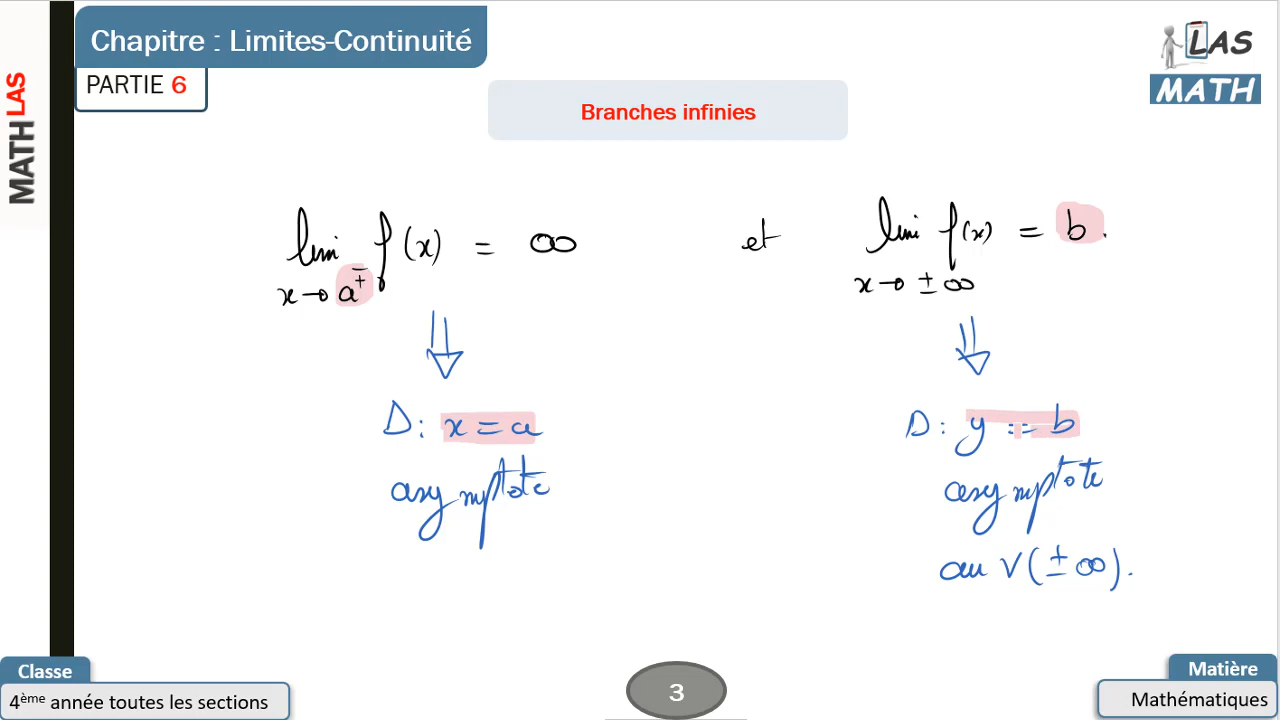 Chapitre : Limites-Continuité
PARTIE 6
LAS
MATH
MATH LAS
Branches infinies
lim f(x) = ∞ et lim f(x) = b.
x→a± x→±∞
D: x = a D: y = b
asymptote asymptote
au V(±∞).
Classe
4ème année toutes les sections
3
Matière
Mathématiques